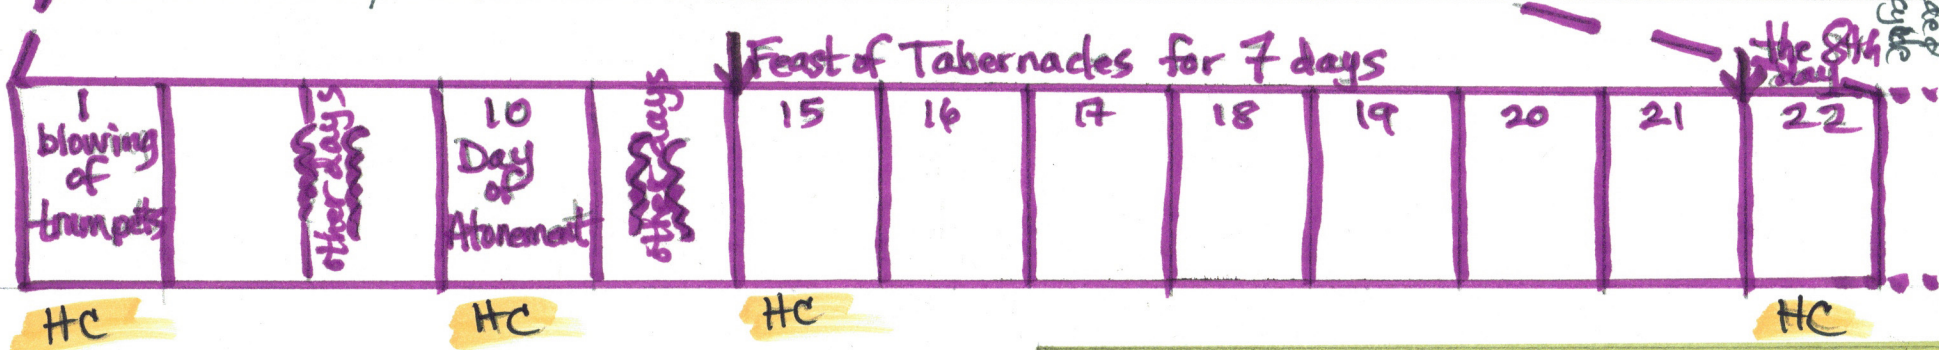 Feast of Tabernacles for 7 days
the 8th
day
1
blowing
of
trumpets
other days
10
Day
of
Atonement
other days
15
16
17
18
19
20
21
22
HC
HC
HC
HC